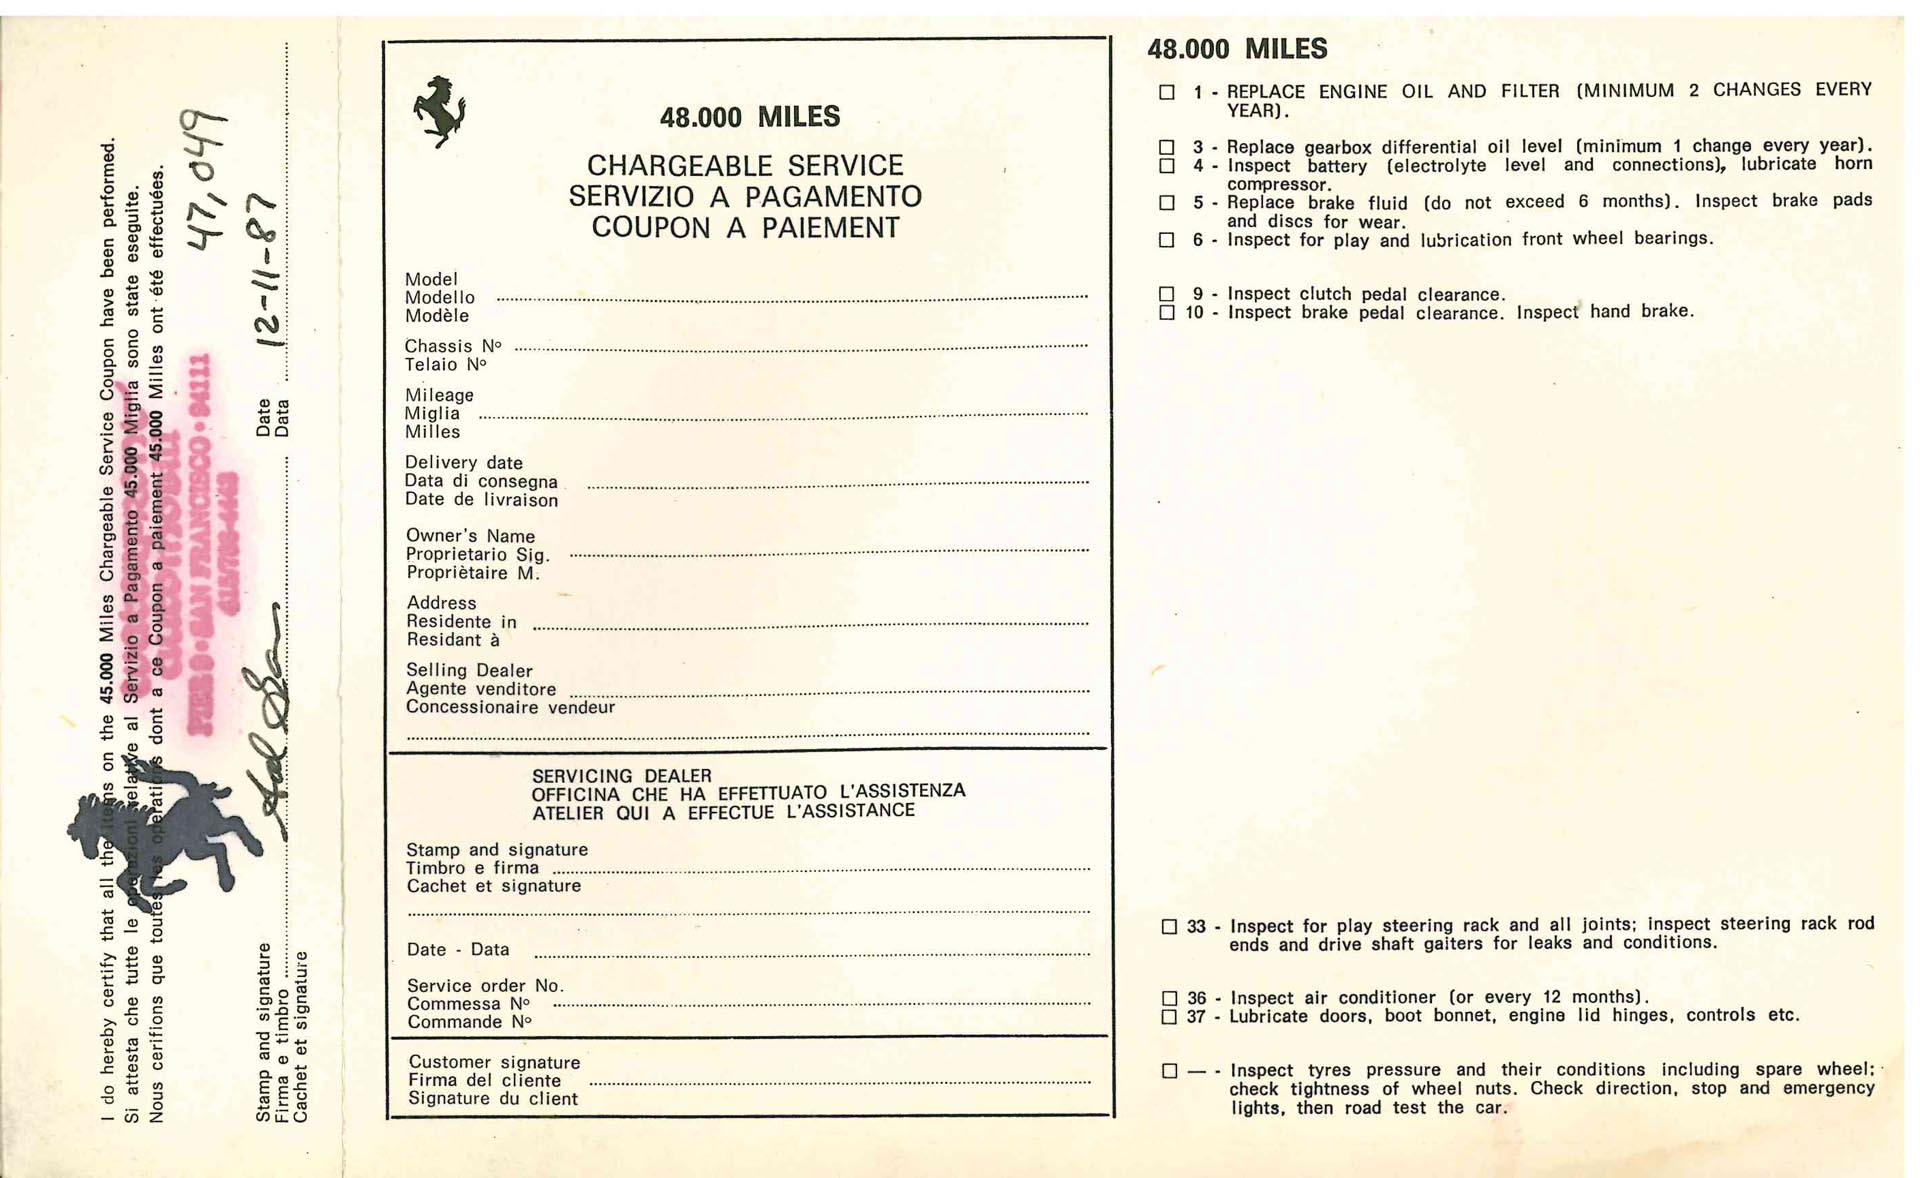 I do hereby certify that all the items on the 45.000 Miles Chargeable Service Coupon have been performed.
Si attesta che tutte le operazioni relative al Servizio a Pagamento 45.000 Miglia sono state eseguite.
Nous cerifions que toutes les operations dont a ce Coupon a paiement 45.000 Milles ont été effectuées.
47,049
PIER 9 • SAN FRANCISCO • 94111
Stamp and signature
Firma e timbro
Cachet et signature
Date
Data
12-11-87
48.000 MILES
CHARGEABLE SERVICE
SERVIZIO A PAGAMENTO
COUPON A PAIEMENT
Model
Modello
Modèle
Chassis Nº
Telaio Nº
Mileage
Miglia
Milles
Delivery date
Data di consegna
Date de livraison
Owner's Name
Proprietario Sig.
Propriètaire M.
Address
Residente in
Residant à
Selling Dealer
Agente venditore
Concessionaire vendeur
SERVICING DEALER
OFFICINA CHE HA EFFETTUATO L'ASSISTENZA
ATELIER QUI A EFFECTUE L'ASSISTANCE
Stamp and signature
Timbro e firma
Cachet et signature
Date - Data
Service order No.
Commessa Nº
Commande Nº
Customer signature
Firma del cliente
Signature du client
48.000 MILES
1 - REPLACE ENGINE OIL AND FILTER (MINIMUM 2 CHANGES EVERY
YEAR).
3 - Replace gearbox differential oil level (minimum 1 change every year).
4 - Inspect battery (electrolyte level and connections), lubricate horn
compressor.
5 - Replace brake fluid (do not exceed 6 months). Inspect brake pads
and discs for wear.
6 - Inspect for play and lubrication front wheel bearings.
9 - Inspect clutch pedal clearance.
10 - Inspect brake pedal clearance. Inspect hand brake.
33 - Inspect for play steering rack and all joints; inspect steering rack rod
ends and drive shaft gaiters for leaks and conditions.
36 - Inspect air conditioner (or every 12 months).
37 - Lubricate doors, boot bonnet, engine lid hinges, controls etc.
— - Inspect tyres pressure and their conditions including spare wheel;
check tightness of wheel nuts. Check direction, stop and emergency
lights, then road test the car.